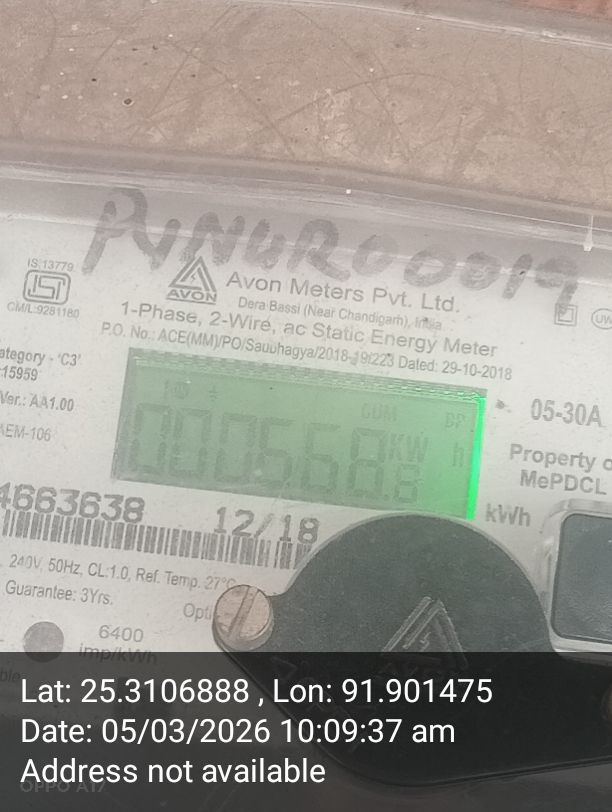 PYNURC0019
IS:13779
CM/L:9281180
AVON
Avon Meters Pvt. Ltd.
Dera Bassi (Near Chandigarh), India
1-Phase, 2-Wire, ac Static Energy Meter
P.O. No.: ACE(MM)/PO/Saubhagya/2018-19/223 Dated: 29-10-2018
ategory - 'C3'
15959
Ver.: AA1.00
AEM-106
CUM
000568.8 KW h
05-30A
Property o
MePDCL
kWh
4663638
12/18
240V, 50Hz, CL:1.0, Ref. Temp. 27°C
Guarantee: 3Yrs.
Opti
6400
imp/kWh
Lat: 25.3106888 , Lon: 91.901475
Date: 05/03/2026 10:09:37 am
Address not available
OPPO A17